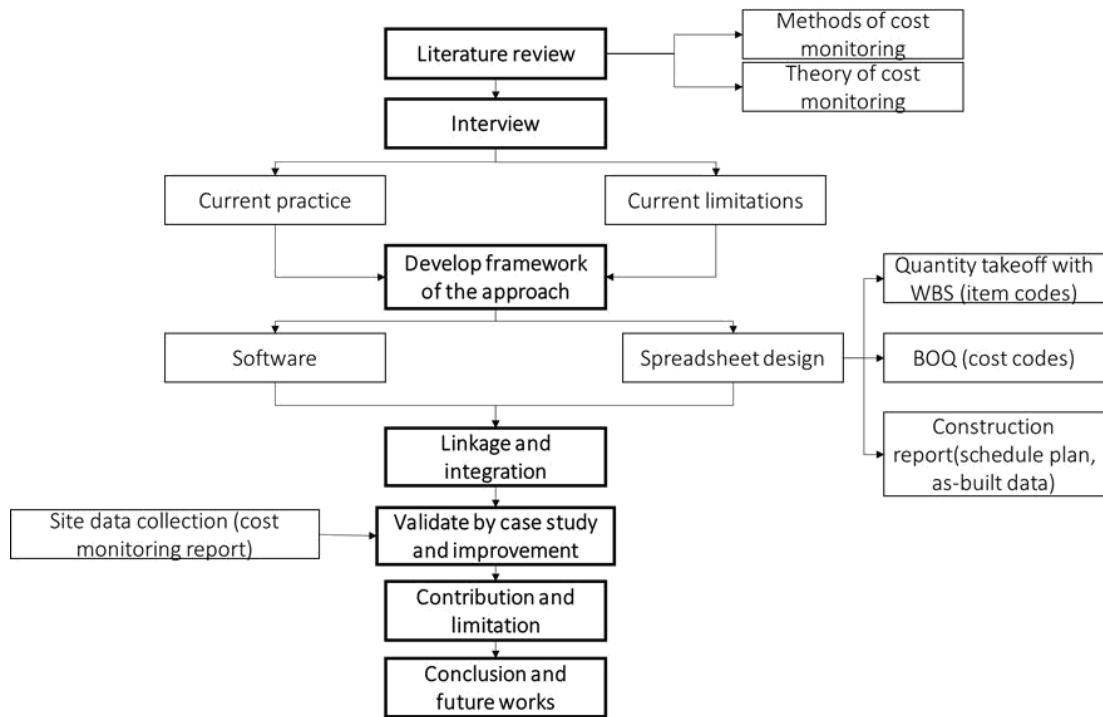 Literature review
Methods of cost
monitoring
Theory of cost
monitoring
Interview
Current practice
Current limitations
Develop framework
of the approach
Software
Spreadsheet design
Quantity takeoff with
WBS (item codes)
BOQ (cost codes)
Construction
report(schedule plan,
as-built data)
Linkage and
integration
Site data collection (cost
monitoring report)
Validate by case study
and improvement
Contribution and
limitation
Conclusion and
future works